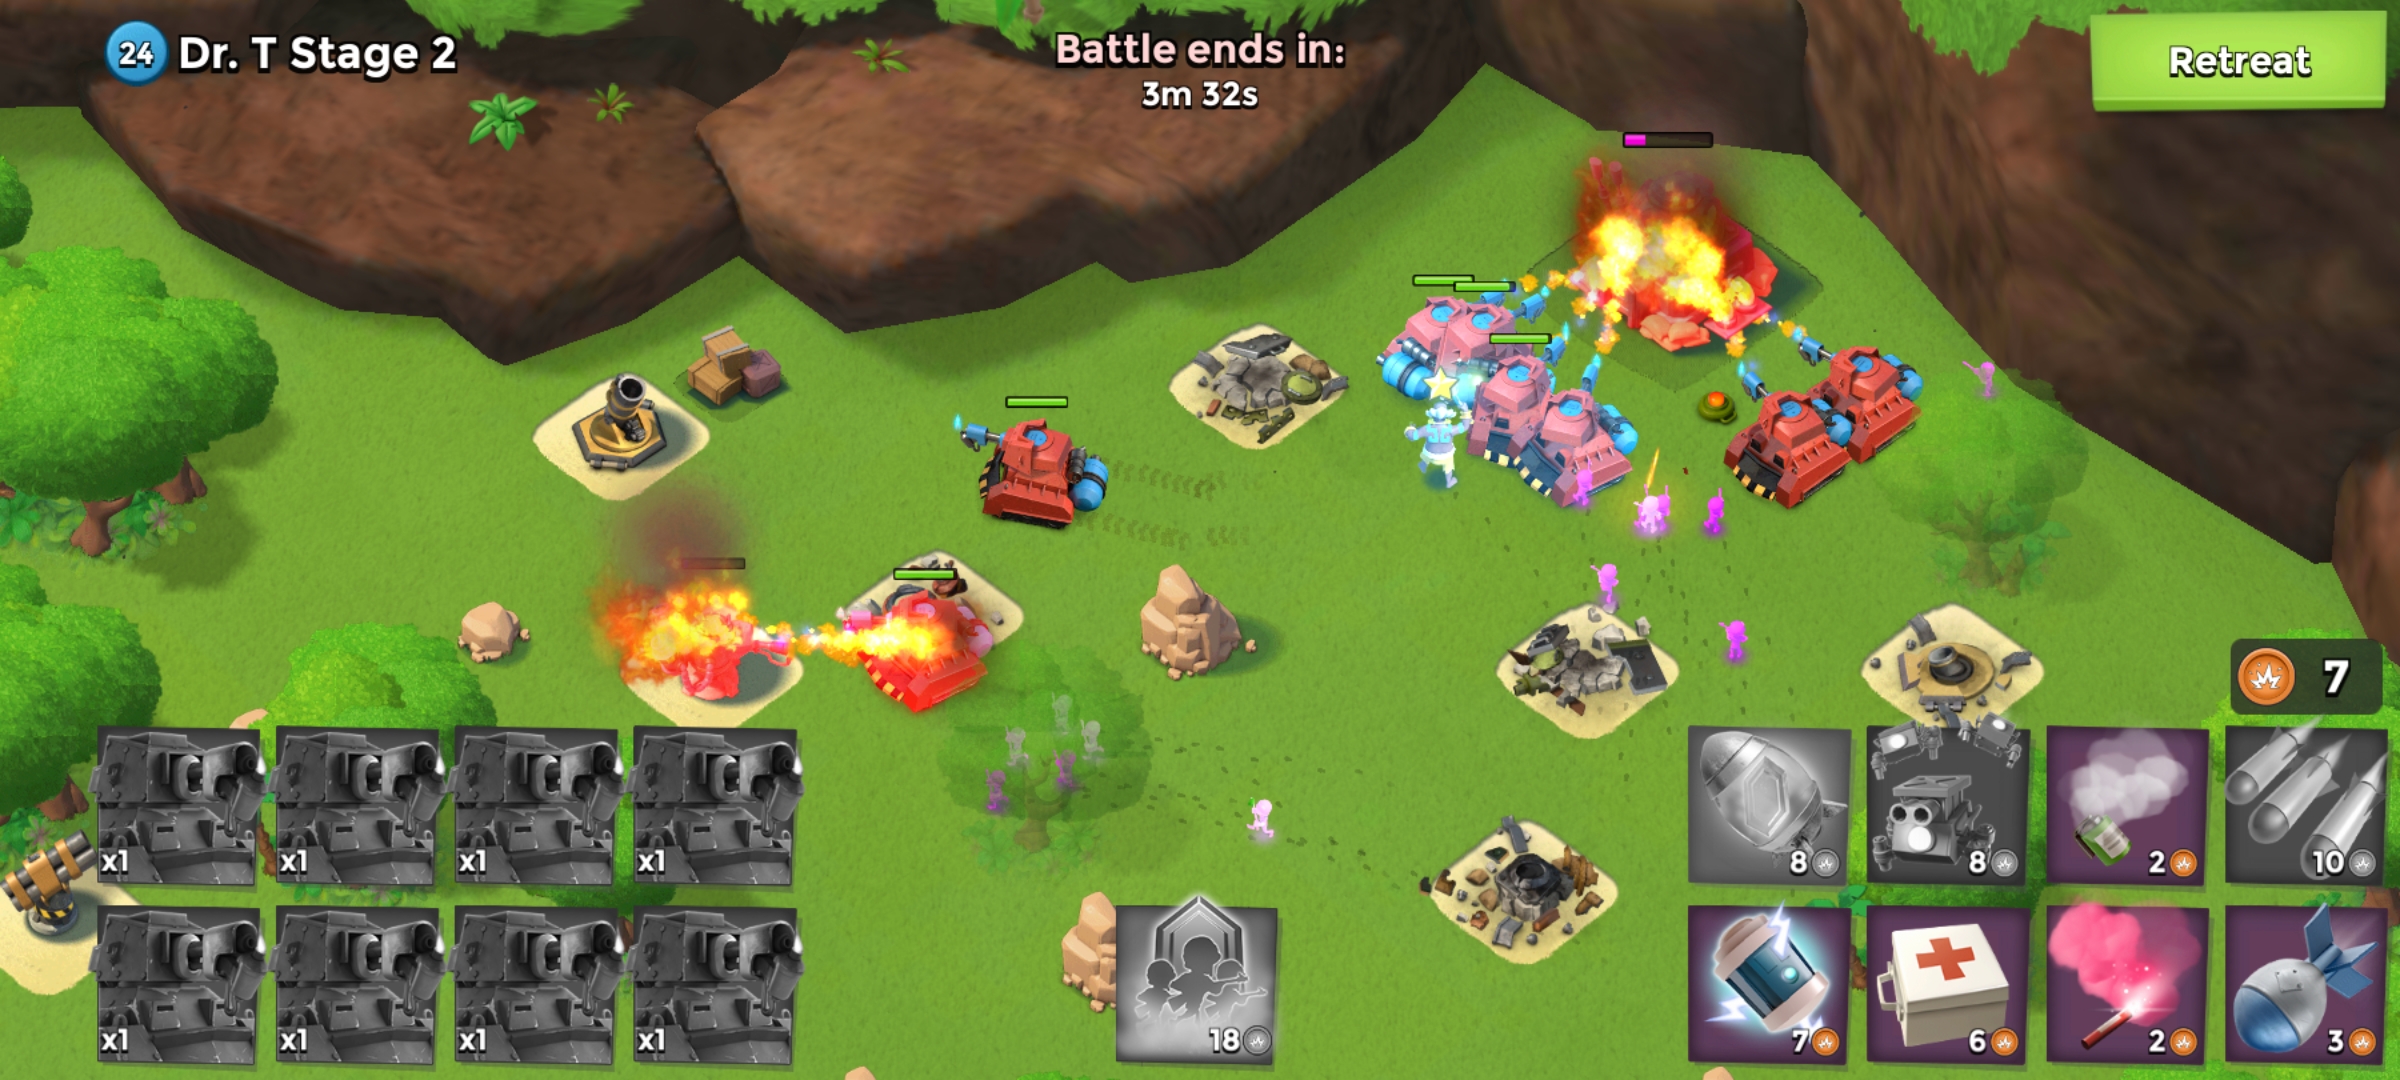 24 Dr. T Stage 2
Battle ends in:
3m 32s
Retreat
7
x1 x1 x1 x1
8 8 2 10
x1 x1 x1 x1
18
7 6 2 3